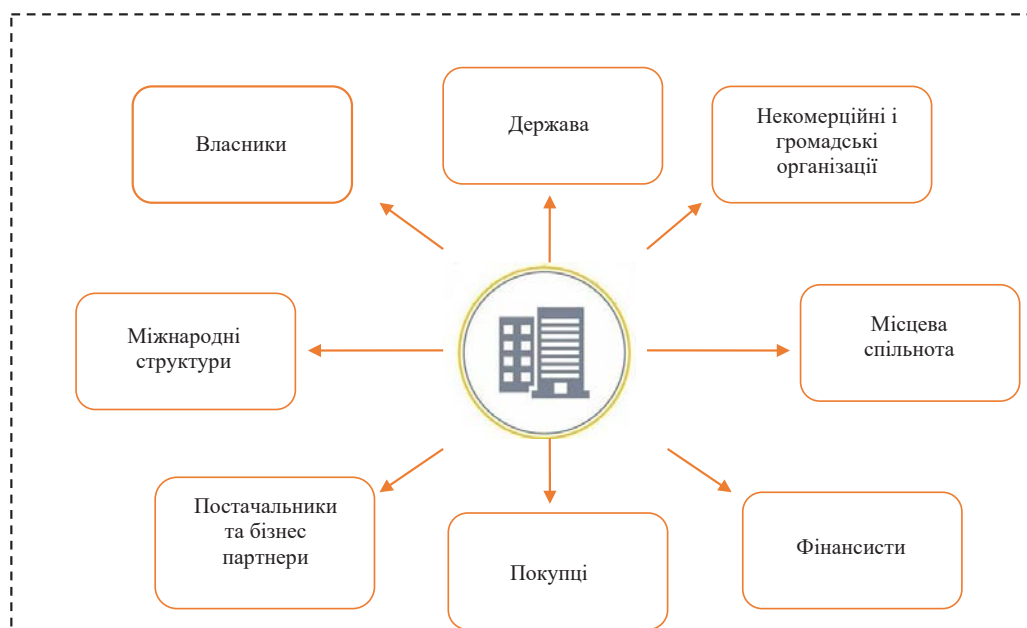 Власники
Держава
Некомерційні і
громадські
організації
Міжнародні
структури
Місцева
спільнота
Постачальники
та бізнес
партнери
Покупці
Фінансисти